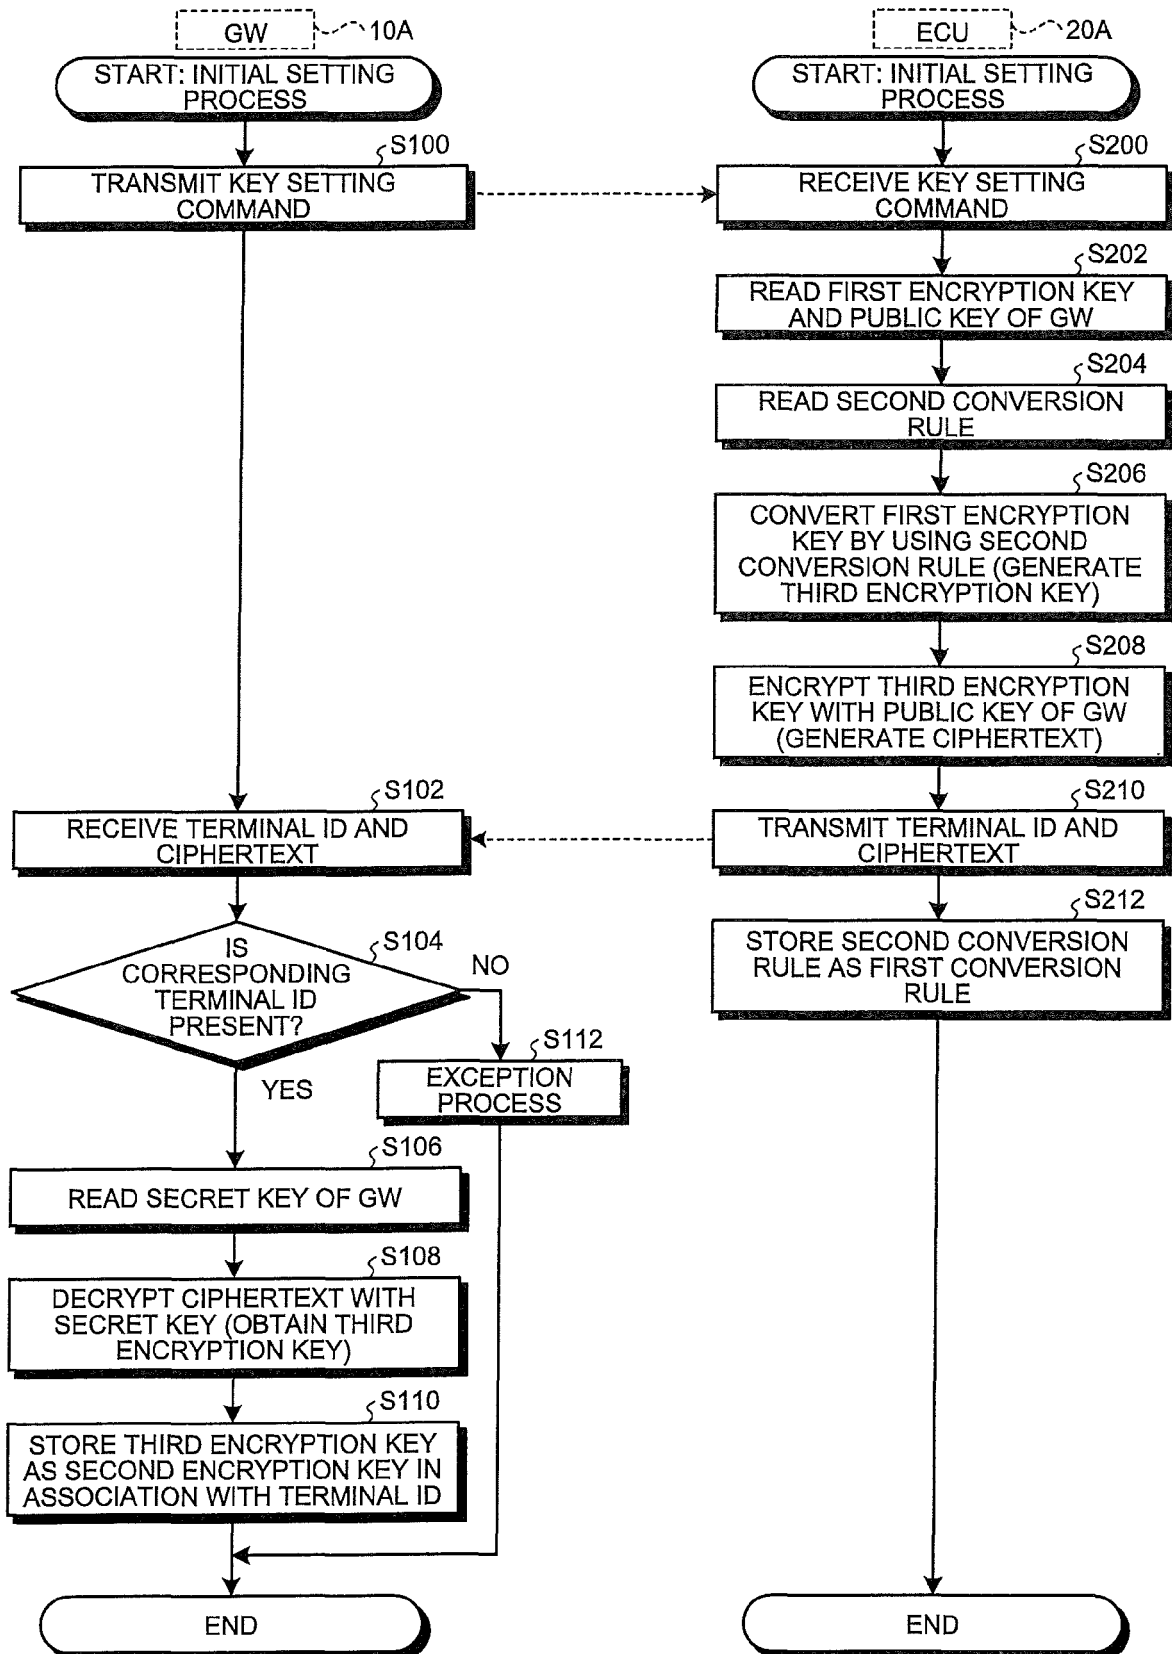 GW
10A
START: INITIAL SETTING
PROCESS
S100
TRANSMIT KEY SETTING
COMMAND
S102
RECEIVE TERMINAL ID AND
CIPHERTEXT
S104
IS
CORRESPONDING
TERMINAL ID
PRESENT?
NO
YES
S112
EXCEPTION
PROCESS
S106
READ SECRET KEY OF GW
S108
DECRYPT CIPHERTEXT WITH
SECRET KEY (OBTAIN THIRD
ENCRYPTION KEY)
S110
STORE THIRD ENCRYPTION KEY
AS SECOND ENCRYPTION KEY IN
ASSOCIATION WITH TERMINAL ID
END
ECU
20A
START: INITIAL SETTING
PROCESS
S200
RECEIVE KEY SETTING
COMMAND
S202
READ FIRST ENCRYPTION KEY
AND PUBLIC KEY OF GW
S204
READ SECOND CONVERSION
RULE
S206
CONVERT FIRST ENCRYPTION
KEY BY USING SECOND
CONVERSION RULE (GENERATE
THIRD ENCRYPTION KEY)
S208
ENCRYPT THIRD ENCRYPTION
KEY WITH PUBLIC KEY OF GW
(GENERATE CIPHERTEXT)
S210
TRANSMIT TERMINAL ID AND
CIPHERTEXT
S212
STORE SECOND CONVERSION
RULE AS FIRST CONVERSION
RULE
END